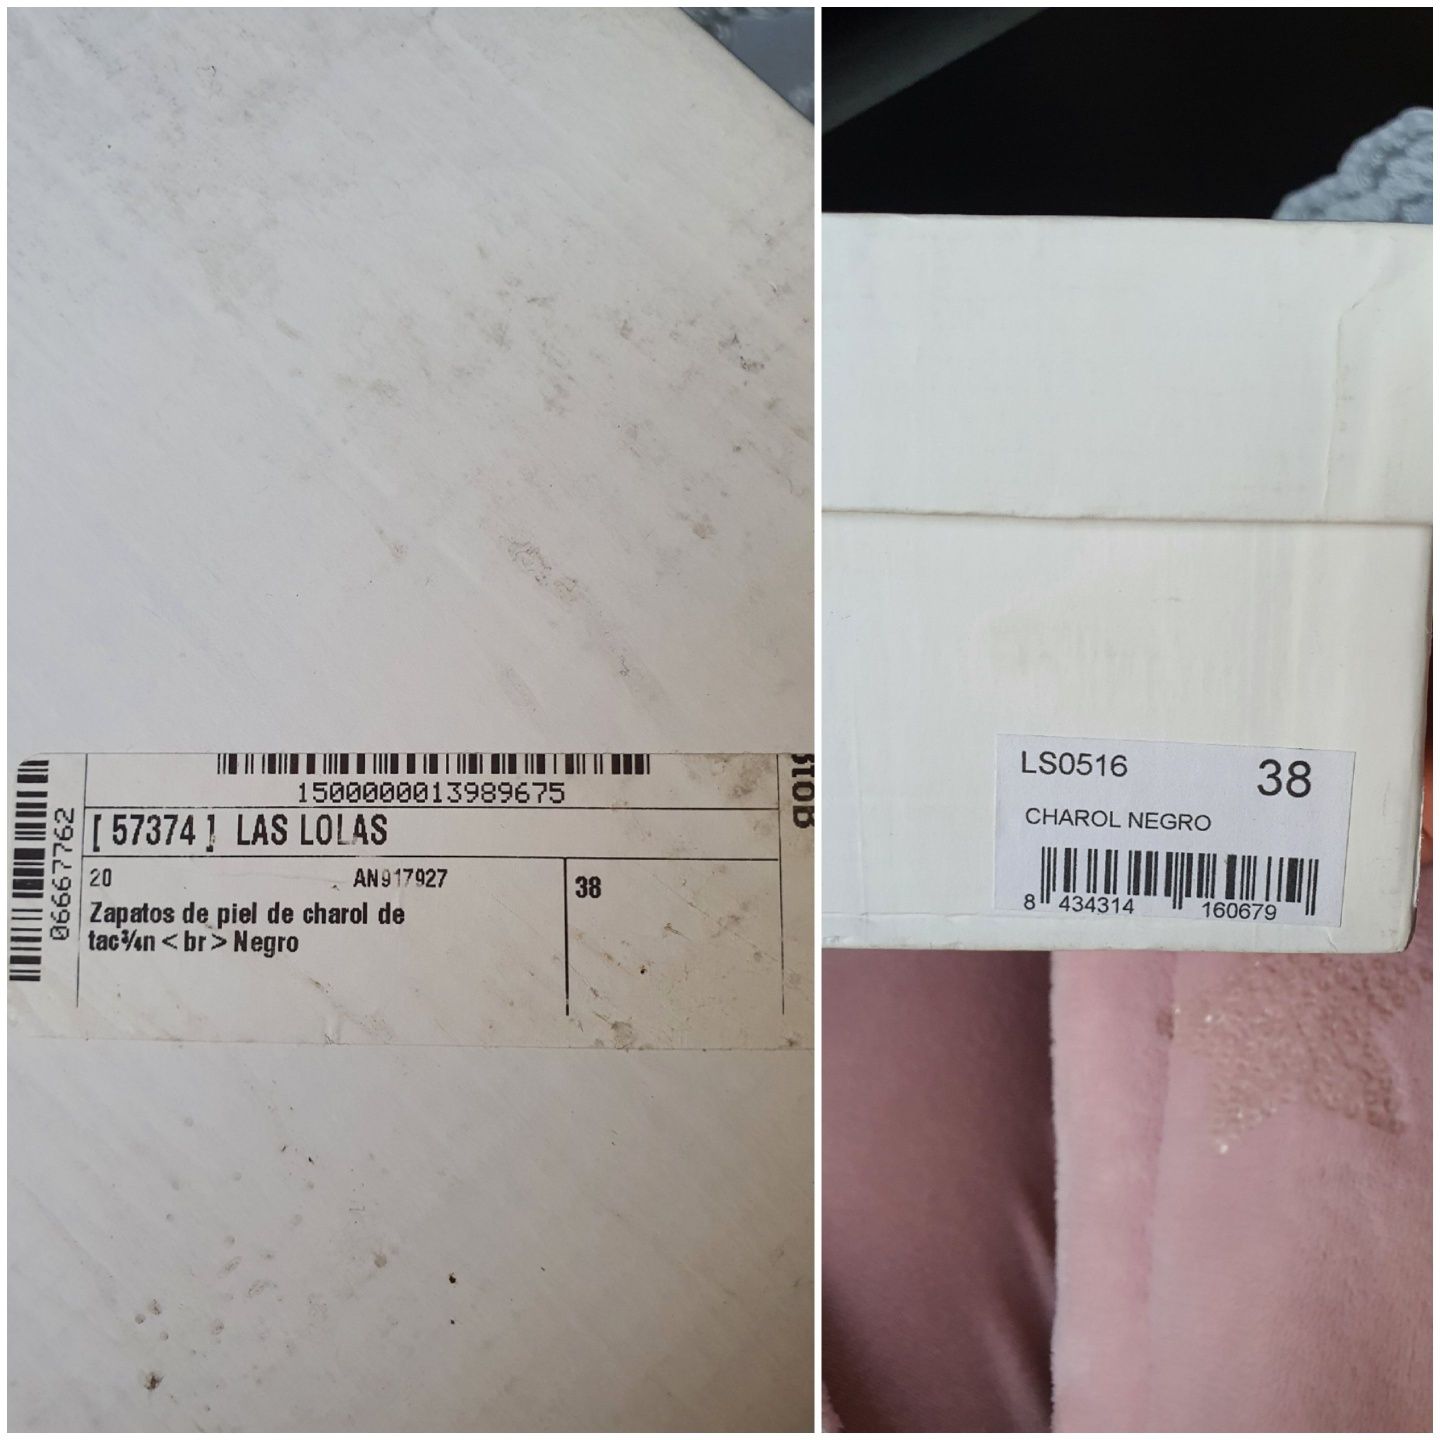 1500000013989675
[ 57374 ] LAS LOLAS
20 AN917927 38
Zapatos de piel de charol de
tac¾n <br> Negro
06667762
LS0516 38
CHAROL NEGRO
8 434314 160679